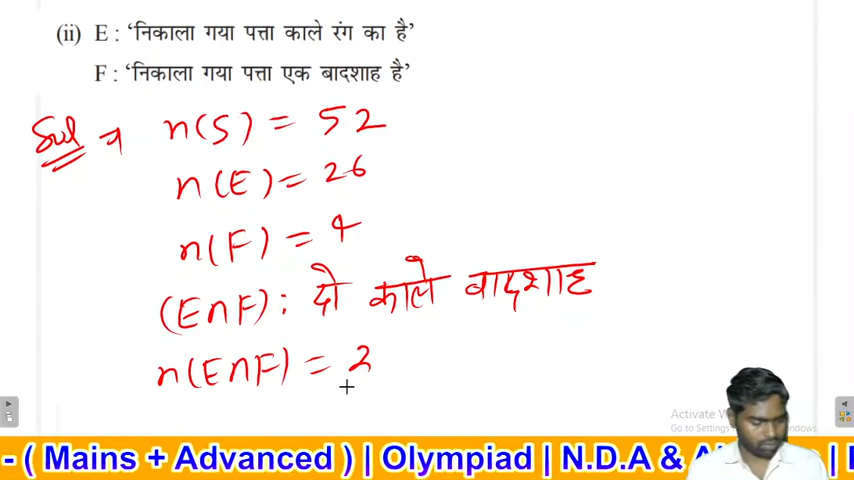 (ii) E : 'निकाला गया पत्ता काले रंग का है'
F : 'निकाला गया पत्ता एक बादशाह है'
Sol → n(S) = 52
n(E) = 26
n(F) = 4
(E∩F) : दो काले बादशाह
n(E∩F) = 2
Activate W
Go to Settings
- ( Mains + Advanced ) | Olympiad | N.D.A & A